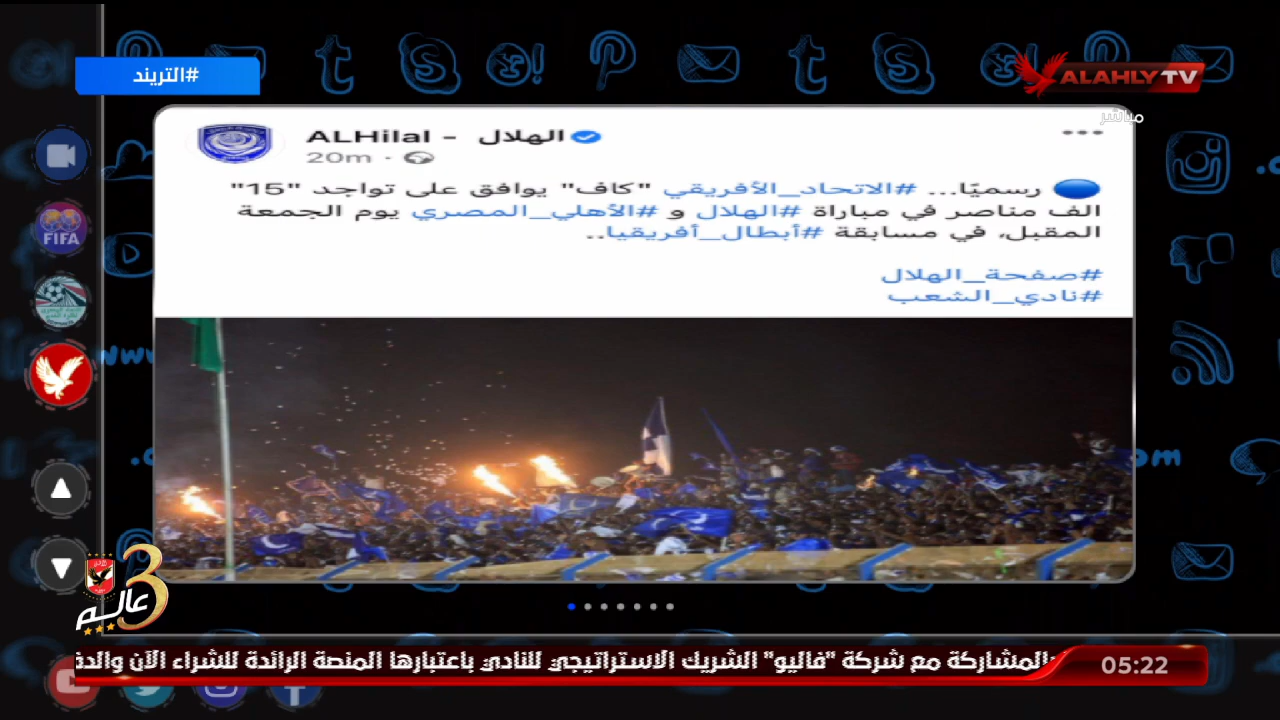 #التريند
ALAHLY TV
مباشر
ALHilal - الهلال
20m ·
رسميًا... #الاتحاد_الأفريقي "كاف" يوافق على تواجد "15"
الف مناصر في مباراة #الهلال و #الأهلي_المصري يوم الجمعة
المقبل، في مسابقة #أبطال_أفريقيا..
#صفحة_الهلال
#نادي_الشعب
FIFA
3
عالم
بالمشاركة مع شركة "فاليو" الشريك الاستراتيجي للنادي باعتبارها المنصة الرائدة للشراء الآن
05:22